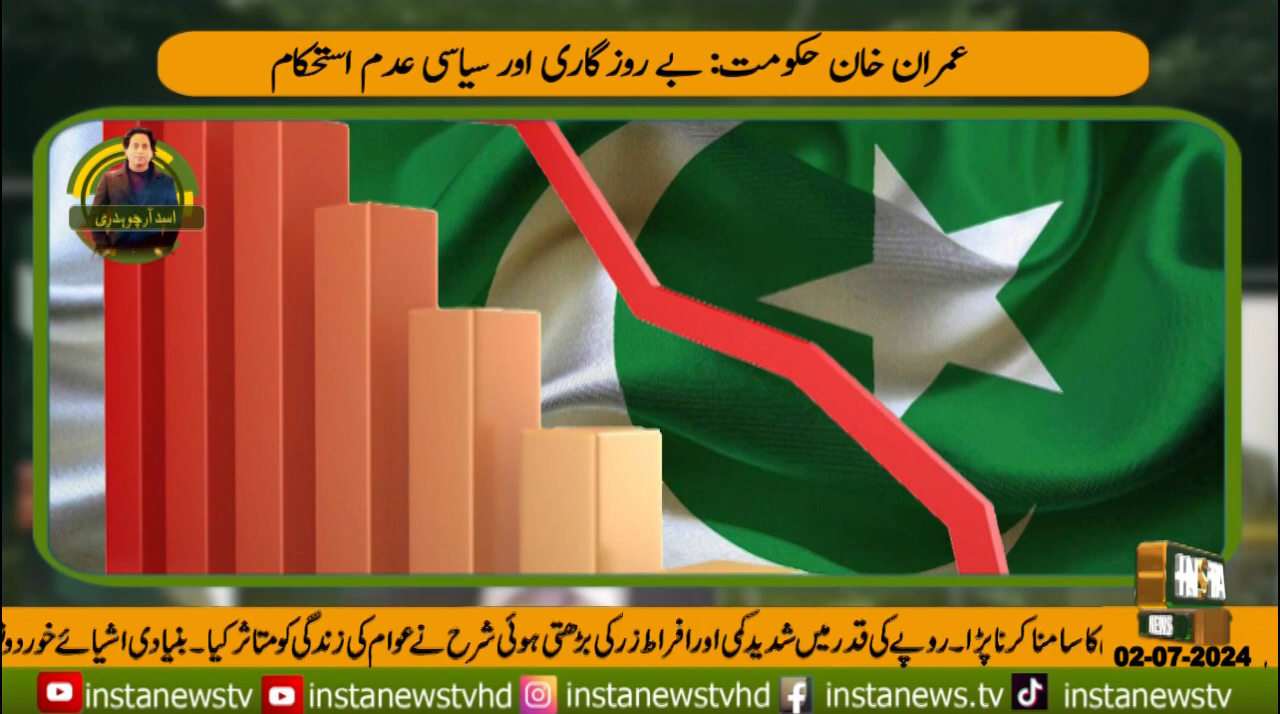 عمران خان حکومت: بے روزگاری اور سیاسی عدم استحکام
اسد آر چوہدری
کا سامنا کرنا پڑا۔ روپے کی قدر میں شدید کمی اور افراط زر کی بڑھتی ہوئی شرح نے عوام کی زندگی کو متاثر کیا۔ بنیادی اشیائے خورد و
INSTA
NEWS
02-07-2024
instanewstv instanewstvhd instanewstvhd instanews.tv instanewstv